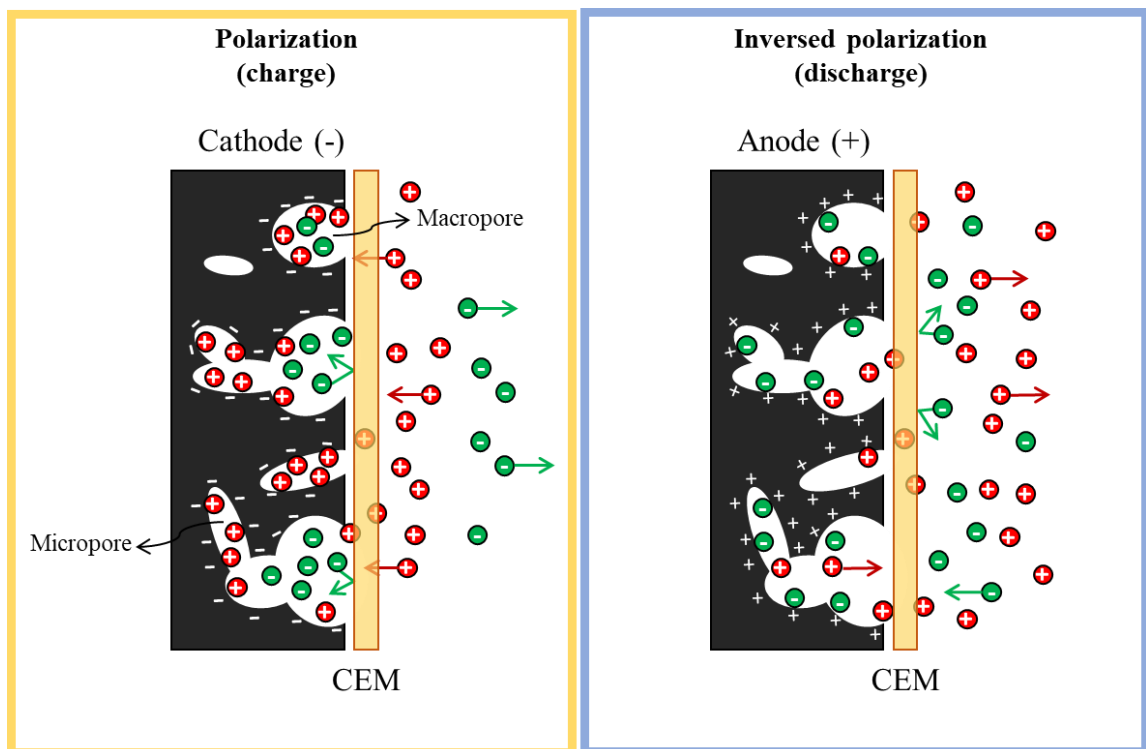 Polarization
(charge)
Cathode (-)
Macropore
Micropore
CEM
Inversed polarization
(discharge)
Anode (+)
CEM